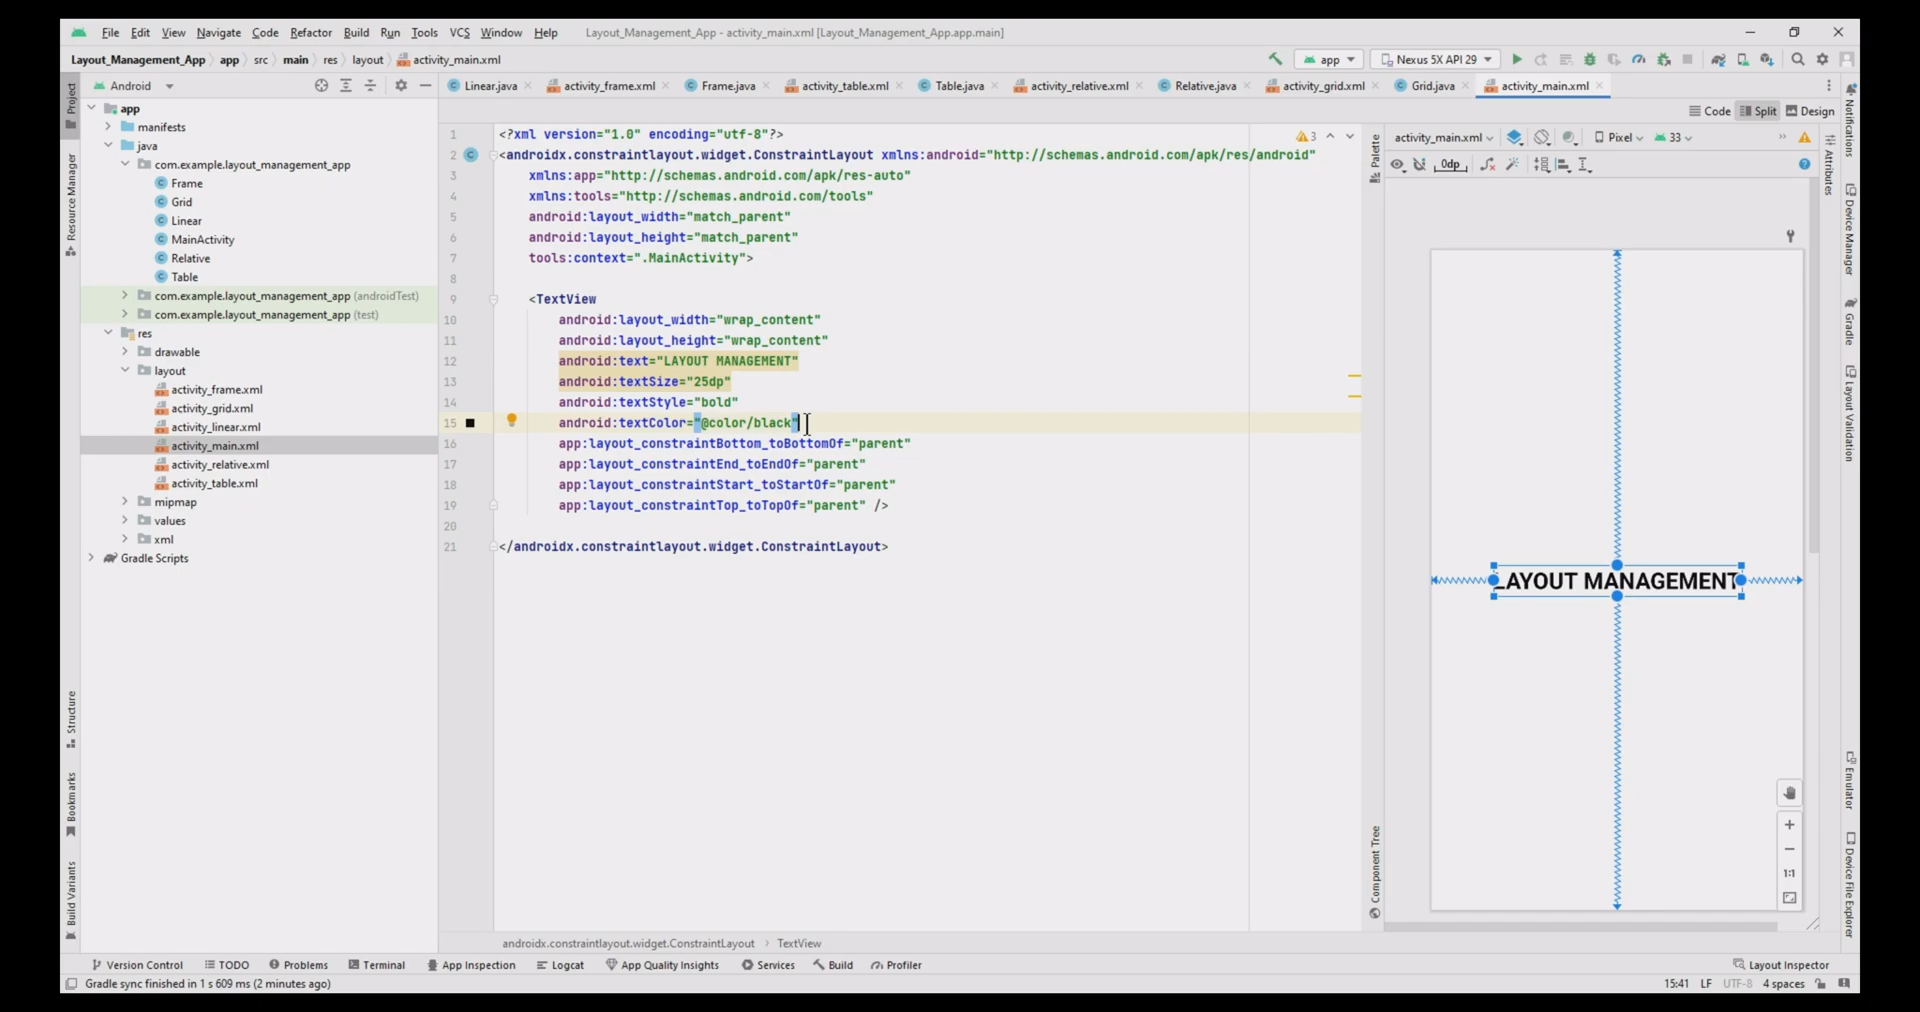 File Edit View Navigate Code Refactor Build Run Tools VCS Window Help Layout_Management_App - activity_main.xml [Layout_Management_App.app.main]
Layout_Management_App app src main res layout activity_main.xml app Nexus 5X API 29
Android Linear.java activity_frame.xml Frame.java activity_table.xml Table.java activity_relative.xml Relative.java activity_grid.xml Grid.java activity_main.xml
Code Split Design
activity_main.xml Pixel 33
0dp
Project
Resource Manager
Structure
Bookmarks
Build Variants
app
manifests
java
com.example.layout_management_app
Frame
Grid
Linear
MainActivity
Relative
Table
com.example.layout_management_app (androidTest)
com.example.layout_management_app (test)
res
drawable
layout
activity_frame.xml
activity_grid.xml
activity_linear.xml
activity_main.xml
activity_relative.xml
activity_table.xml
mipmap
values
xml
Gradle Scripts
1 <?xml version="1.0" encoding="utf-8"?>
2 <androidx.constraintlayout.widget.ConstraintLayout xmlns:android="http://schemas.android.com/apk/res/android"
3 xmlns:app="http://schemas.android.com/apk/res-auto"
4 xmlns:tools="http://schemas.android.com/tools"
5 android:layout_width="match_parent"
6 android:layout_height="match_parent"
7 tools:context=".MainActivity">
8
9 <TextView
10 android:layout_width="wrap_content"
11 android:layout_height="wrap_content"
12 android:text="LAYOUT MANAGEMENT"
13 android:textSize="25dp"
14 android:textStyle="bold"
15 android:textColor="@color/black"
16 app:layout_constraintBottom_toBottomOf="parent"
17 app:layout_constraintEnd_toEndOf="parent"
18 app:layout_constraintStart_toStartOf="parent"
19 app:layout_constraintTop_toTopOf="parent" />
20
21 </androidx.constraintlayout.widget.ConstraintLayout>
3
Palette
Component Tree
LAYOUT MANAGEMENT
1:1
Attributes
Notifications
Device Manager
Gradle
Layout Validation
Emulator
Device File Explorer
androidx.constraintlayout.widget.ConstraintLayout TextView
Version Control TODO Problems Terminal App Inspection Logcat App Quality Insights Services Build Profiler Layout Inspector
Gradle sync finished in 1 s 609 ms (2 minutes ago) 15:41 LF UTF-8 4 spaces